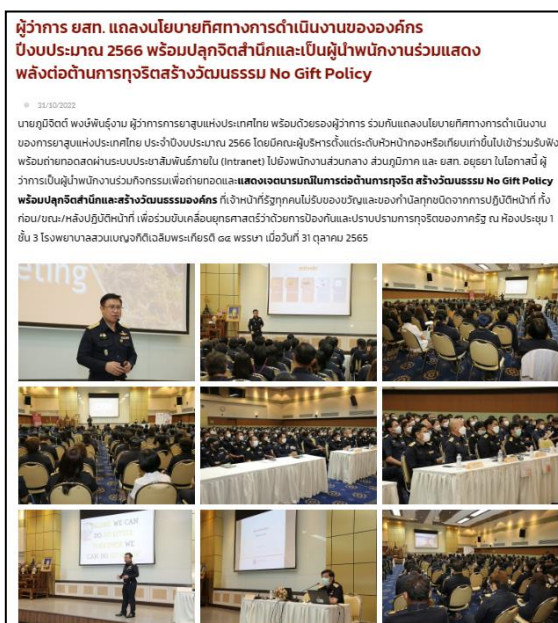 ผู้ว่าการ ยสท. แถลงนโยบายทิศทางการดำเนินงานขององค์กร
ปีงบประมาณ 2566 พร้อมปลุกจิตสำนึกและเป็นผู้นำพนักงานร่วมแสดง
พลังต่อต้านการทุจริตสร้างวัฒนธรรม No Gift Policy
31/10/2022
นายภูมิจิตต์ พงษ์พันธุ์งาม ผู้ว่าการการยาสูบแห่งประเทศไทย พร้อมด้วยรองผู้ว่าการ ร่วมกันแถลงนโยบายทิศทางการดำเนินงาน
ของการยาสูบแห่งประเทศไทย ประจำปีงบประมาณ 2566 โดยมีคณะผู้บริหารตั้งแต่ระดับหัวหน้ากองหรือเทียบเท่าขึ้นไปเข้าร่วมรับฟัง
พร้อมถ่ายทอดสดผ่านระบบประชาสัมพันธ์ภายใน (Intranet) ไปยังพนักงานส่วนกลาง ส่วนภูมิภาค และ ยสท. อยุธยา ในโอกาสนี้ ผู้
ว่าการเป็นผู้นำพนักงานร่วมกิจกรรมเพื่อถ่ายทอดและแสดงเจตนารมณ์ในการต่อต้านการทุจริต สร้างวัฒนธรรม No Gift Policy
พร้อมปลุกจิตสำนึกและสร้างวัฒนธรรมองค์กร ที่เจ้าหน้าที่รัฐทุกคนไม่รับของขวัญและของกำนัลทุกชนิดจากการปฏิบัติหน้าที่ ทั้ง
ก่อน/ขณะ/หลังปฏิบัติหน้าที่ เพื่อร่วมขับเคลื่อนยุทธศาสตร์ว่าด้วยการป้องกันและปราบปรามการทุจริตของภาครัฐ ณ ห้องประชุม 1
ชั้น 3 โรงพยาบาลสวนเบญจกิติเฉลิมพระเกียรติ ๘๔ พรรษา เมื่อวันที่ 31 ตุลาคม 2565
eting
WE CAN
DO
WE
CAN DO